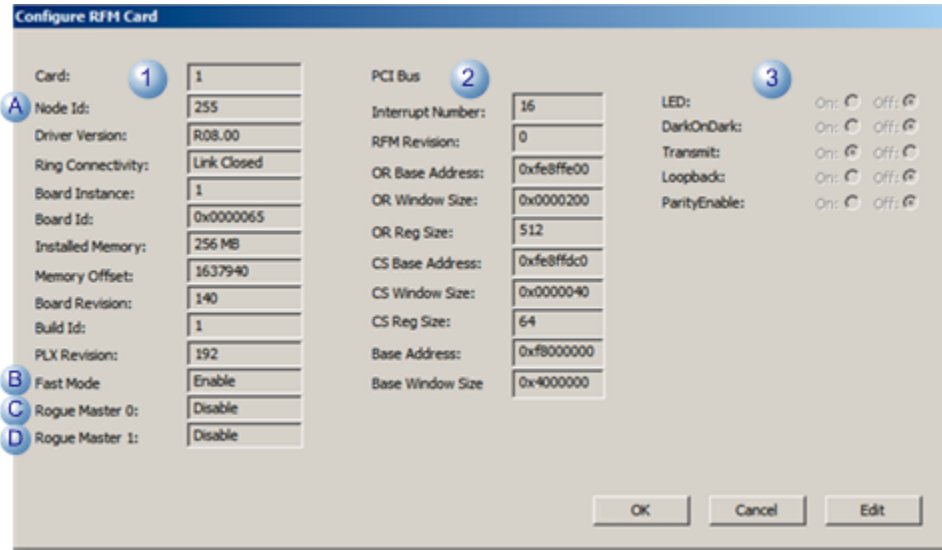 Configure RFM Card
1
Card: 1
A Node Id: 255
Driver Version: R08.00
Ring Connectivity: Link Closed
Board Instance: 1
Board Id: 0x0000065
Installed Memory: 256 MB
Memory Offset: 1637940
Board Revision: 140
Build Id: 1
PLX Revision: 192
B Fast Mode Enable
C Rogue Master 0: Disable
D Rogue Master 1: Disable
PCI Bus 2
Interrupt Number: 16
RFM Revision: 0
OR Base Address: 0xfe8ffe00
OR Window Size: 0x0000200
OR Reg Size: 512
CS Base Address: 0xfe8ffdc0
CS Window Size: 0x0000040
CS Reg Size: 64
Base Address: 0xf8000000
Base Window Size 0x4000000
3
LED: On: Off:
DarkOnDark: On: Off:
Transmit: On: Off:
Loopback: On: Off:
ParityEnable: On: Off:
OK Cancel Edit